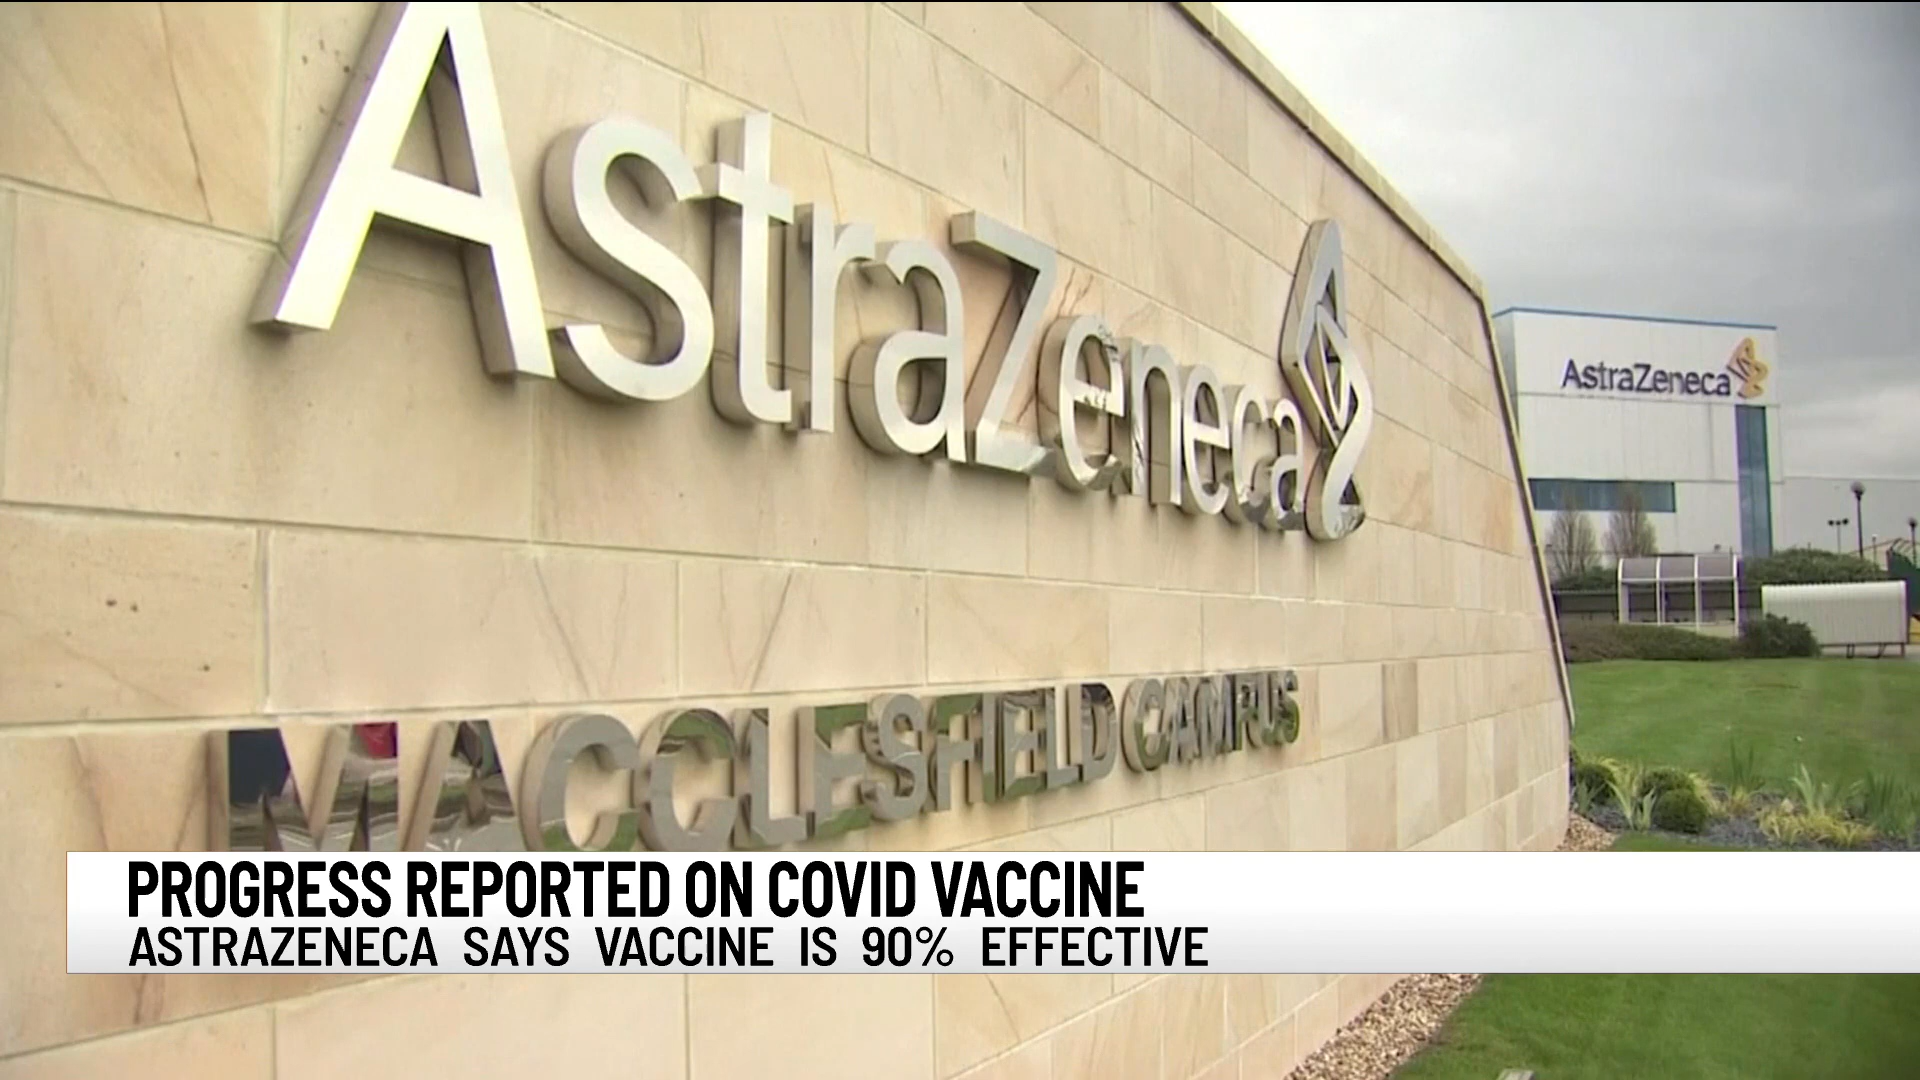 AstraZeneca
AstraZeneca
MACCLESFIELD CAMPUS
PROGRESS REPORTED ON COVID VACCINE
ASTRAZENECA SAYS VACCINE IS 90% EFFECTIVE